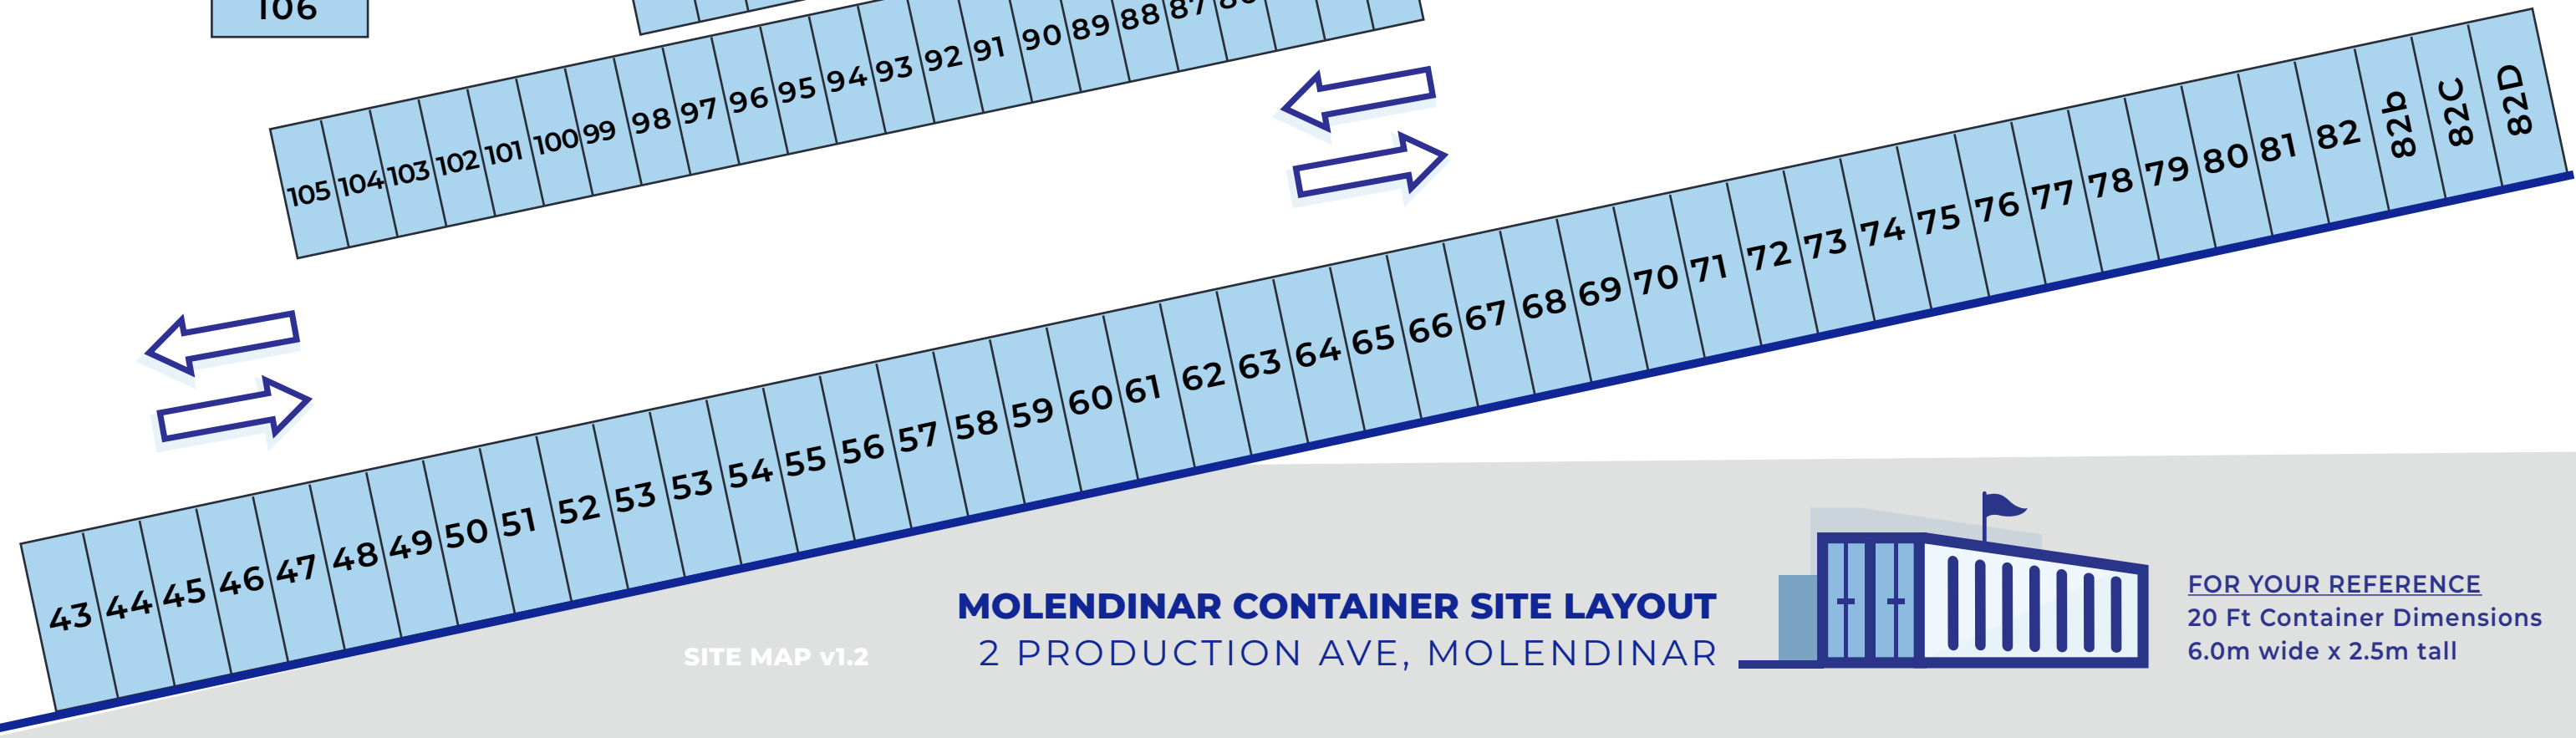 106
105 104 103 102 101 100 99 98 97 96 95 94 93 92 91 90 89 88 87
43 44 45 46 47 48 49 50 51 52 53 53 54 55 56 57 58 59 60 61 62 63 64 65 66 67 68 69 70 71 72 73 74 75 76 77 78 79 80 81 82 82b 82C 82D
MOLENDINAR CONTAINER SITE LAYOUT
2 PRODUCTION AVE, MOLENDINAR
SITE MAP v1.2
FOR YOUR REFERENCE
20 Ft Container Dimensions
6.0m wide x 2.5m tall